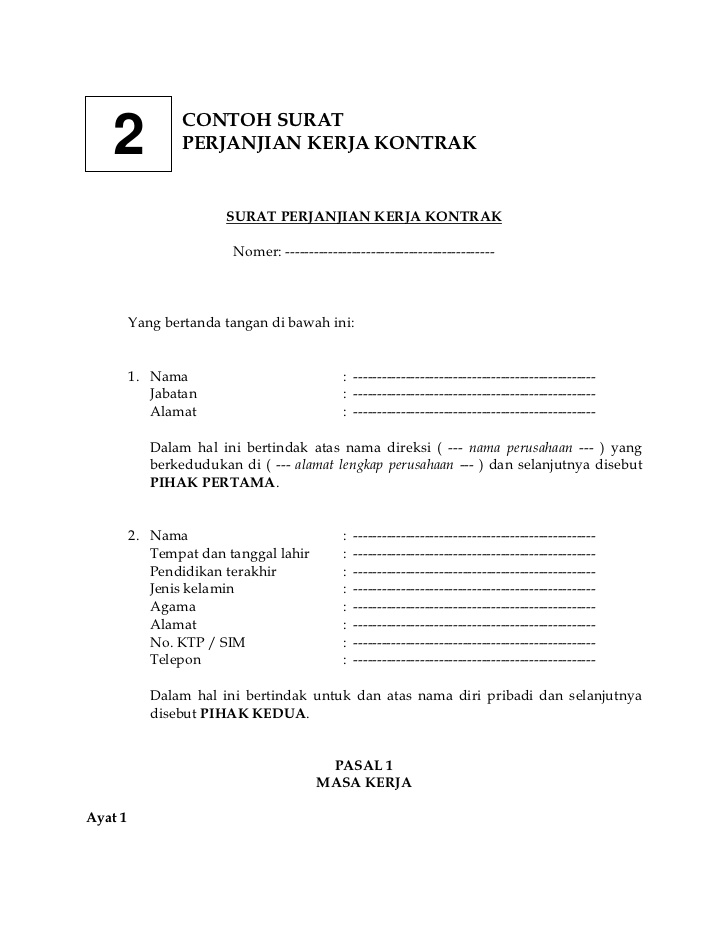 2
CONTOH SURAT
PERJANJIAN KERJA KONTRAK
SURAT PERJANJIAN KERJA KONTRAK
Nomer: --------------------------------------------
Yang bertanda tangan di bawah ini:
1. Nama : ---------------------------------------------------
Jabatan : ---------------------------------------------------
Alamat : ---------------------------------------------------
Dalam hal ini bertindak atas nama direksi ( --- nama perusahaan --- ) yang
berkedudukan di ( --- alamat lengkap perusahaan --- ) dan selanjutnya disebut
PIHAK PERTAMA.
2. Nama : ---------------------------------------------------
Tempat dan tanggal lahir : ---------------------------------------------------
Pendidikan terakhir : ---------------------------------------------------
Jenis kelamin : ---------------------------------------------------
Agama : ---------------------------------------------------
Alamat : ---------------------------------------------------
No. KTP / SIM : ---------------------------------------------------
Telepon : ---------------------------------------------------
Dalam hal ini bertindak untuk dan atas nama diri pribadi dan selanjutnya
disebut PIHAK KEDUA.
PASAL 1
MASA KERJA
Ayat 1